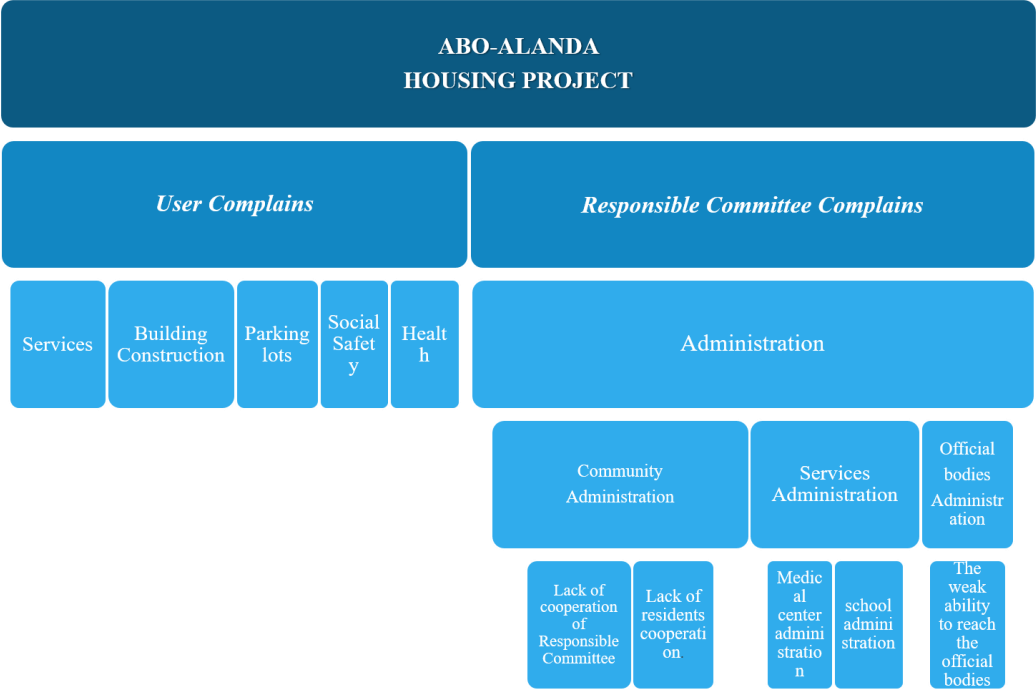 ABO-ALANDA
HOUSING PROJECT
User Complains
Responsible Committee Complains
Services
Building
Construction
Parking
lots
Social
Safet
y
Healt
h
Administration
Community
Administration
Services
Administration
Official
bodies
Administr
ation
Lack of
cooperation
of
Responsible
Committee
Lack of
residents
cooperati
on.
Medic
al
center
admini
stratio
n
school
admini
stration
The
weak
ability
to reach
the
official
bodies